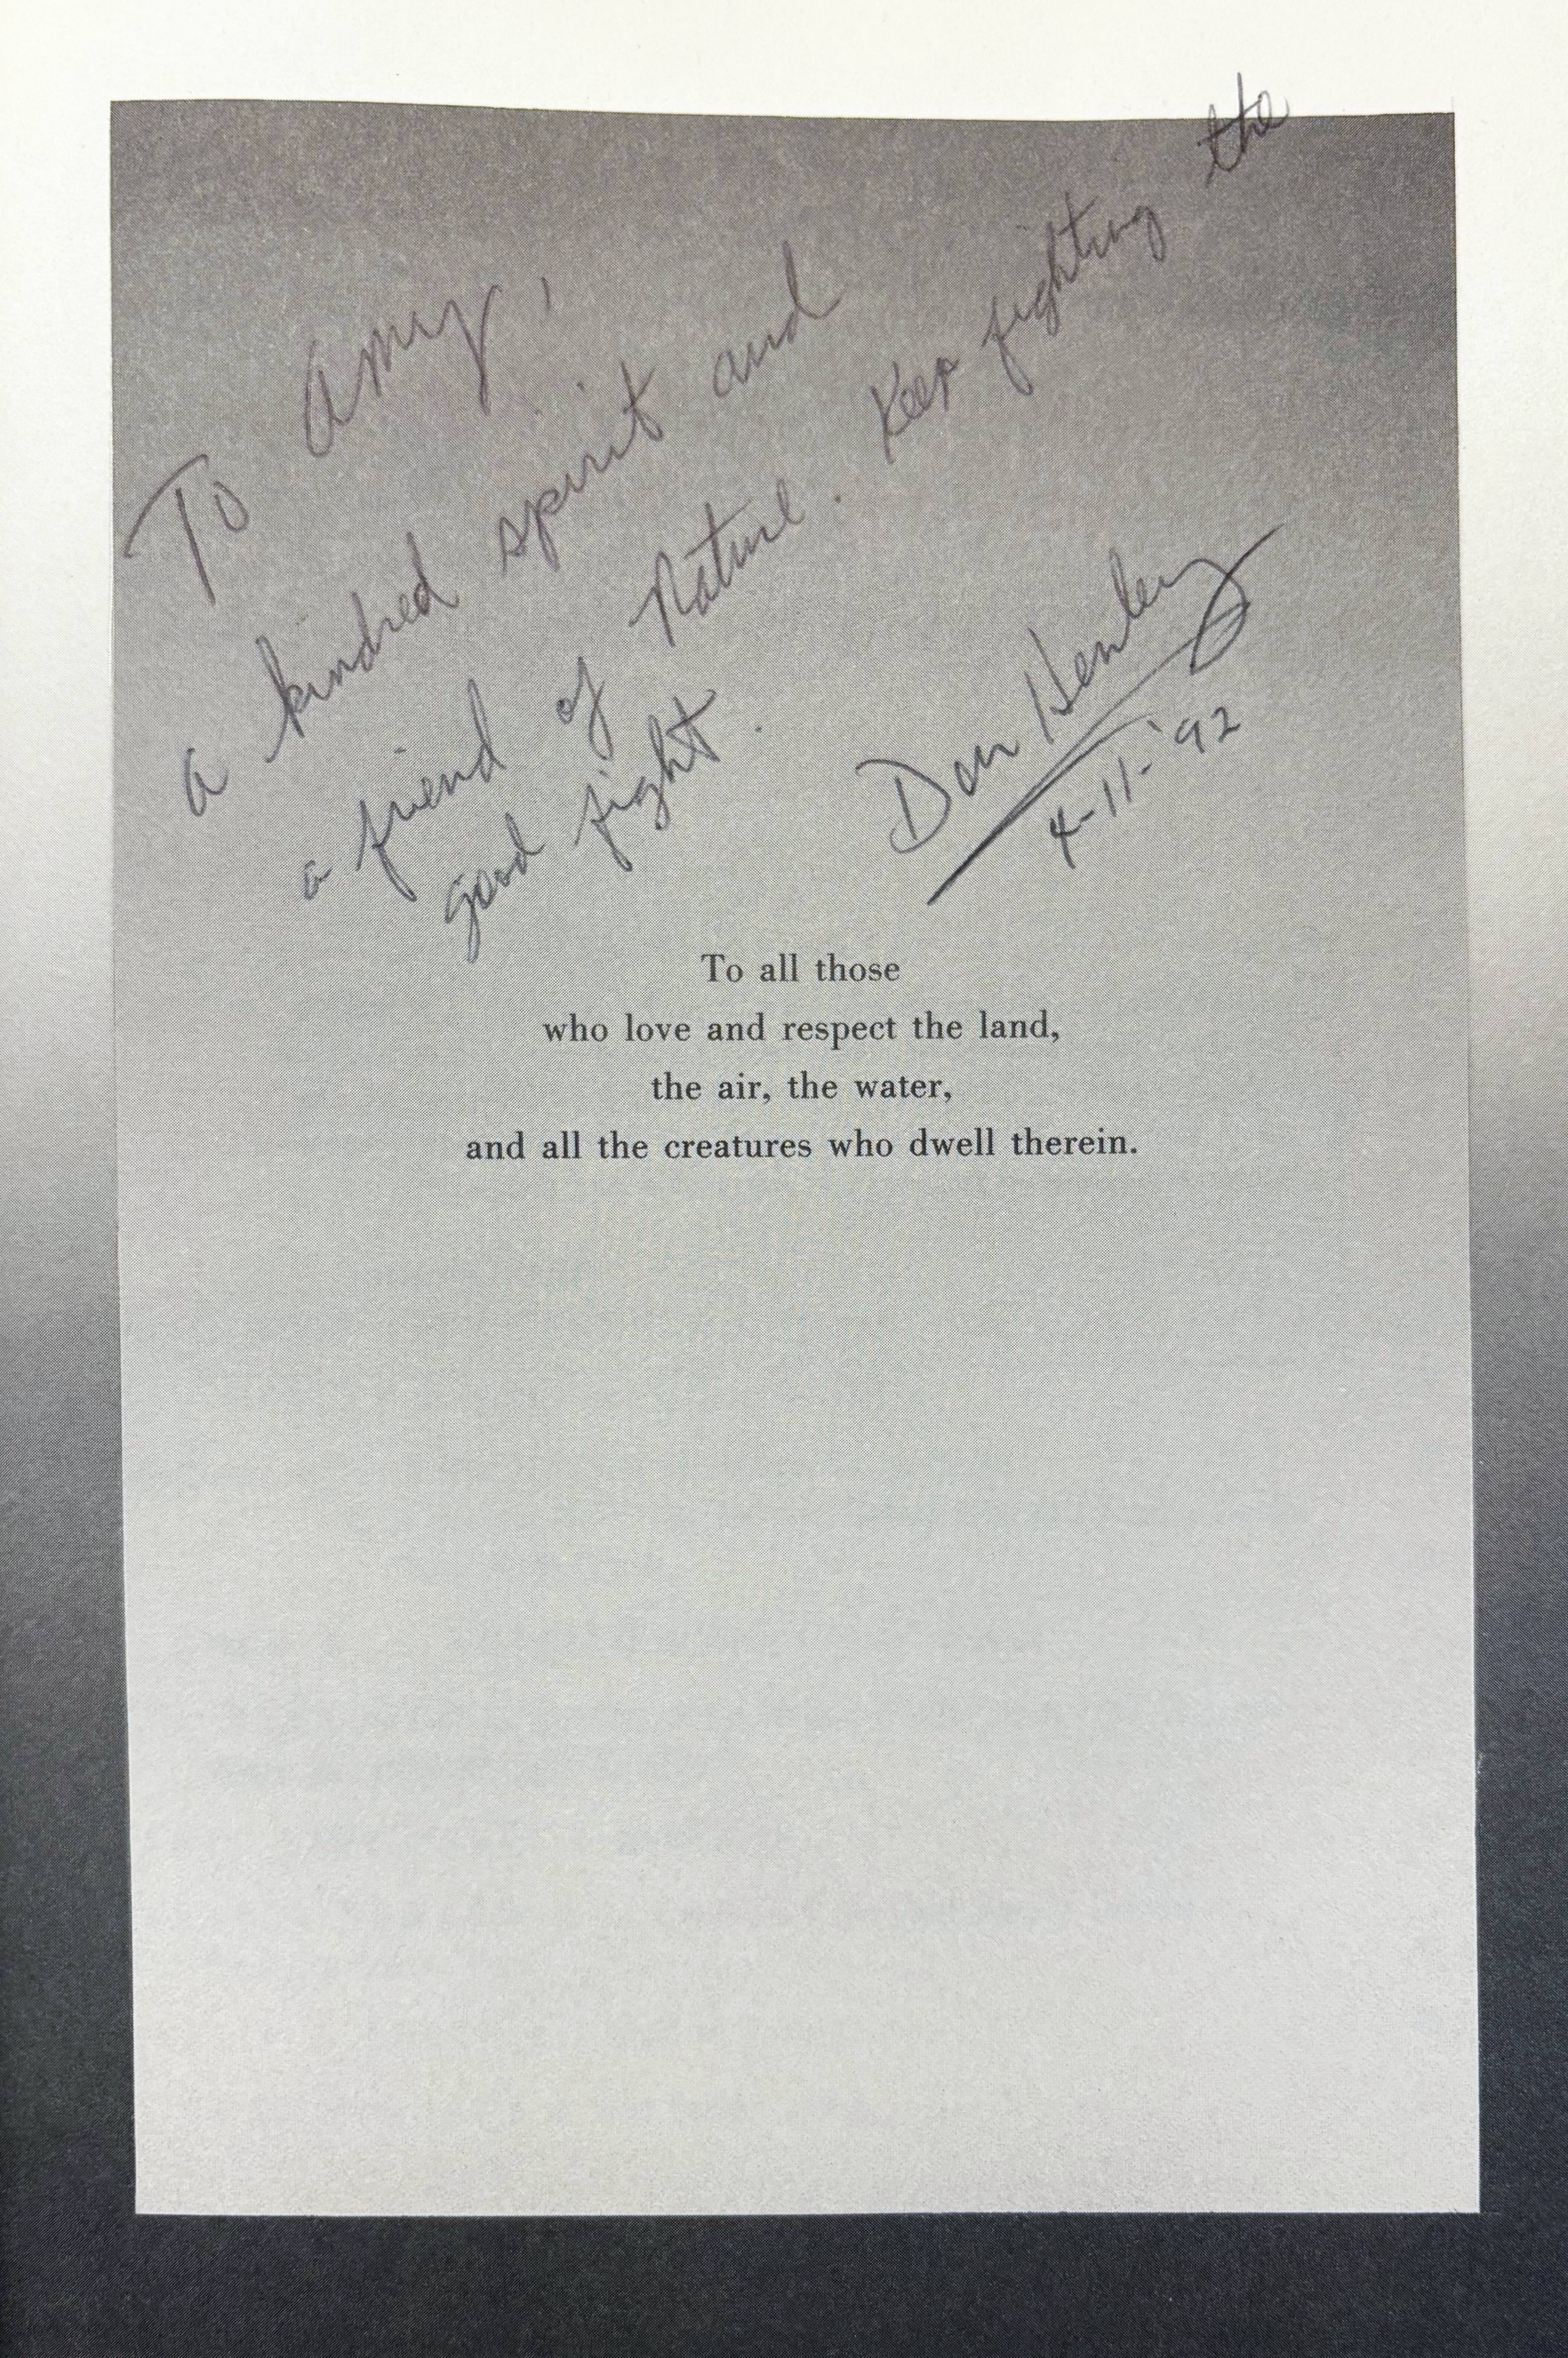 To Amy,
a kindred spirit and
a friend of Nature. Keep fighting the
good fight.
Don Henley
4-11-'92
To all those
who love and respect the land,
the air, the water,
and all the creatures who dwell therein.